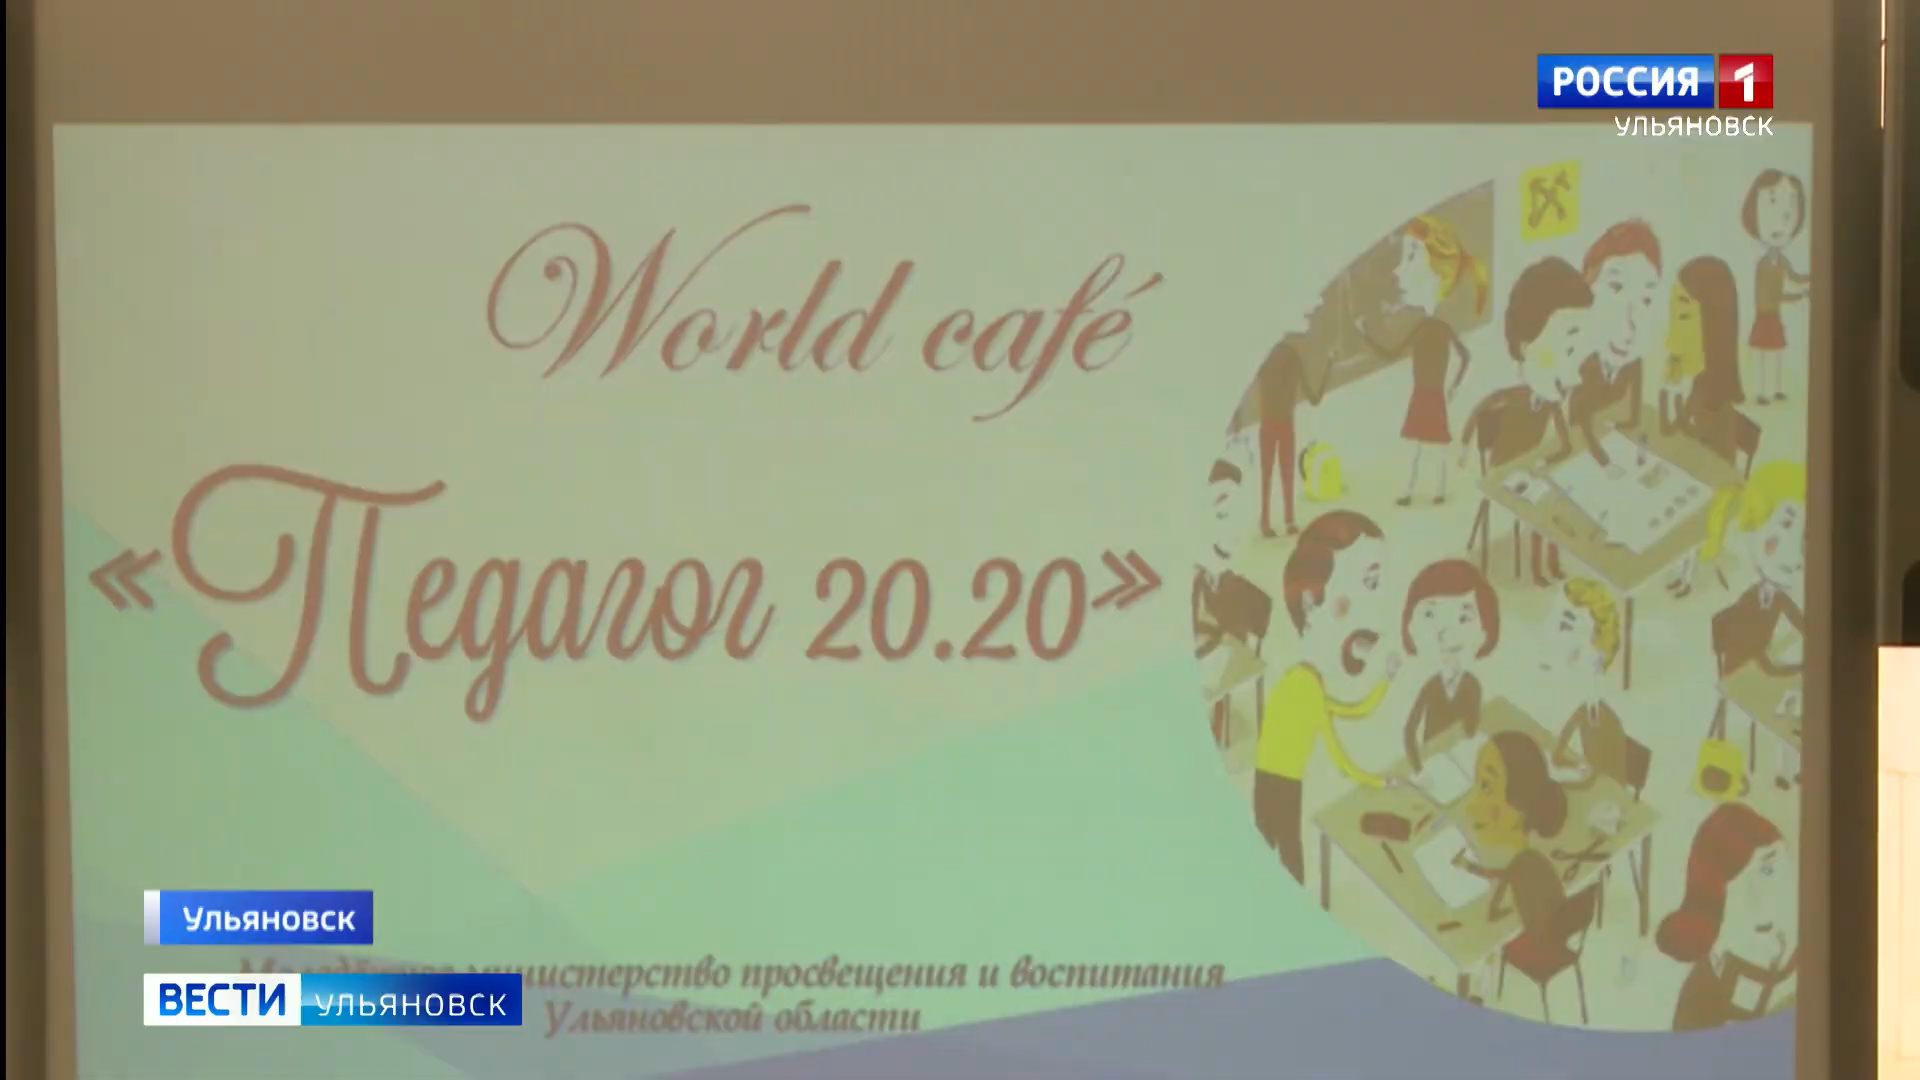 РОССИЯ 1
УЛЬЯНОВСК
World café
«Педагог 20.20»
Ульяновск
министерство просвещения и воспитания
ВЕСТИ УЛЬЯНОВСК
Ульяновской области